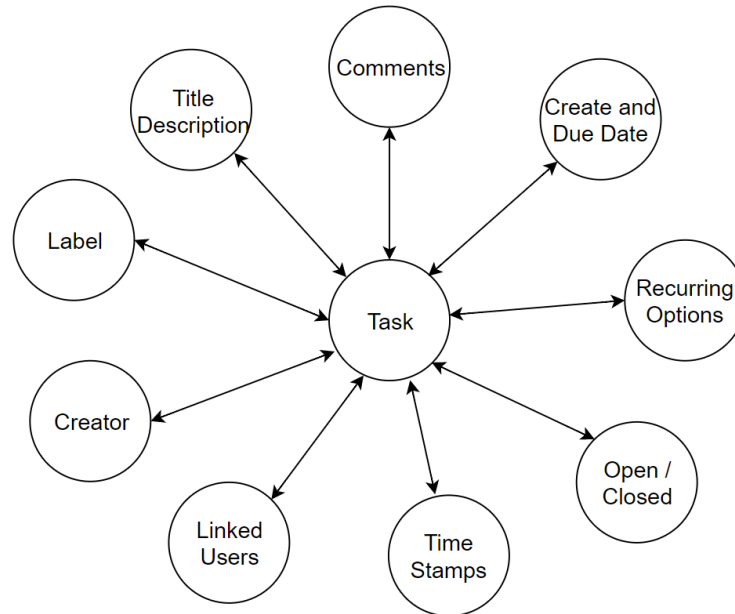 Comments
Title
Description
Create and
Due Date
Label
Recurring
Options
Task
Creator
Open /
Closed
Linked
Users
Time
Stamps